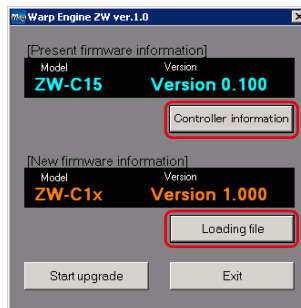 Warp Engine ZW ver.1.0
[Present firmware information]
Model Version
ZW-C15 Version 0.100
Controller information
[New firmware information]
Model Version
ZW-C1x Version 1.000
Loading file
Start upgrade Exit